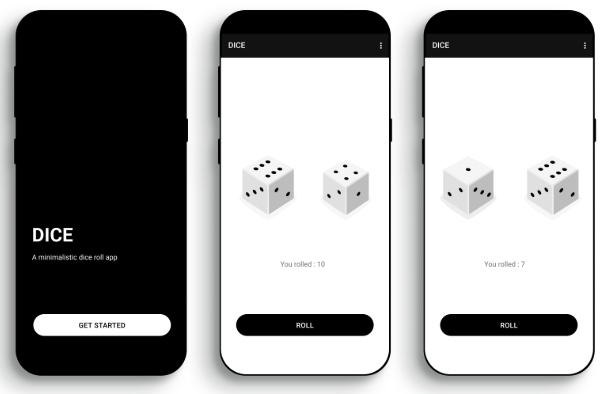 DICE
A minimalistic dice roll app
GET STARTED
DICE
You rolled : 10
ROLL
DICE
You rolled : 7
ROLL